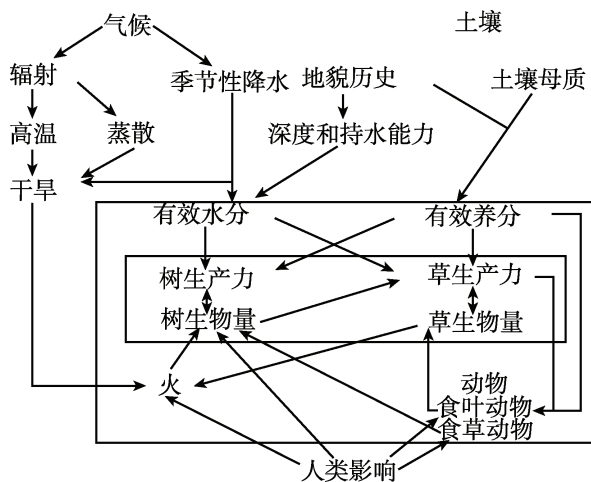 气候
土壤
辐射
季节性降水
地貌历史
土壤母质
高温
蒸散
深度和持水能力
干旱
有效水分
有效养分
树生产力
草生产力
树生物量
草生物量
火
动物
食叶动物
食草动物
人类影响